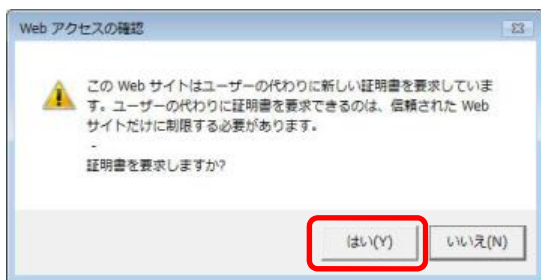 Web アクセスの確認
この Web サイトはユーザーの代わりに新しい証明書を要求していま
す。ユーザーの代わりに証明書を要求できるのは、信頼された Web
サイトだけに制限する必要があります。
-
証明書を要求しますか?
はい(Y)
いいえ(N)